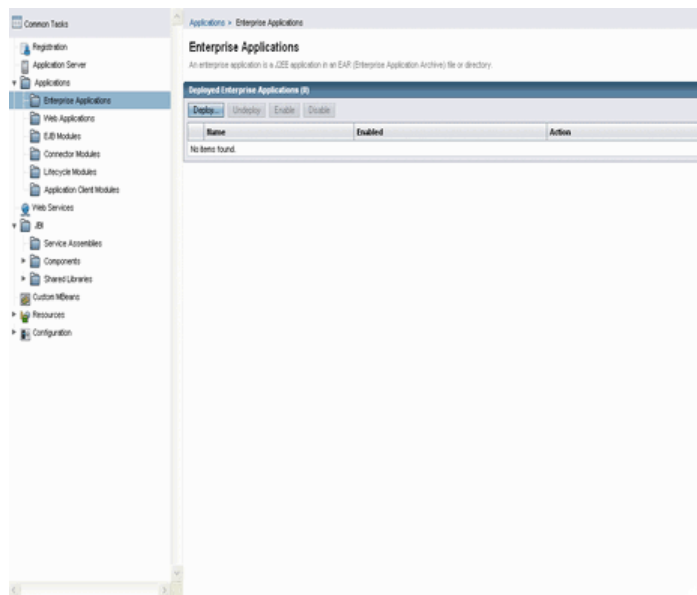 Common Tasks
Registration
Application Server
Applications
Enterprise Applications
Web Applications
EJB Modules
Connector Modules
Lifecycle Modules
Application Client Modules
Web Services
JBI
Service Assemblies
Components
Shared Libraries
Custom MBeans
Resources
Configuration
Applications > Enterprise Applications
Enterprise Applications
An enterprise application is a J2EE application in an EAR (Enterprise Application Archive) file or directory.
Deployed Enterprise Applications (0)
Deploy... Undeploy Enable Disable
Name Enabled Action
No items found.